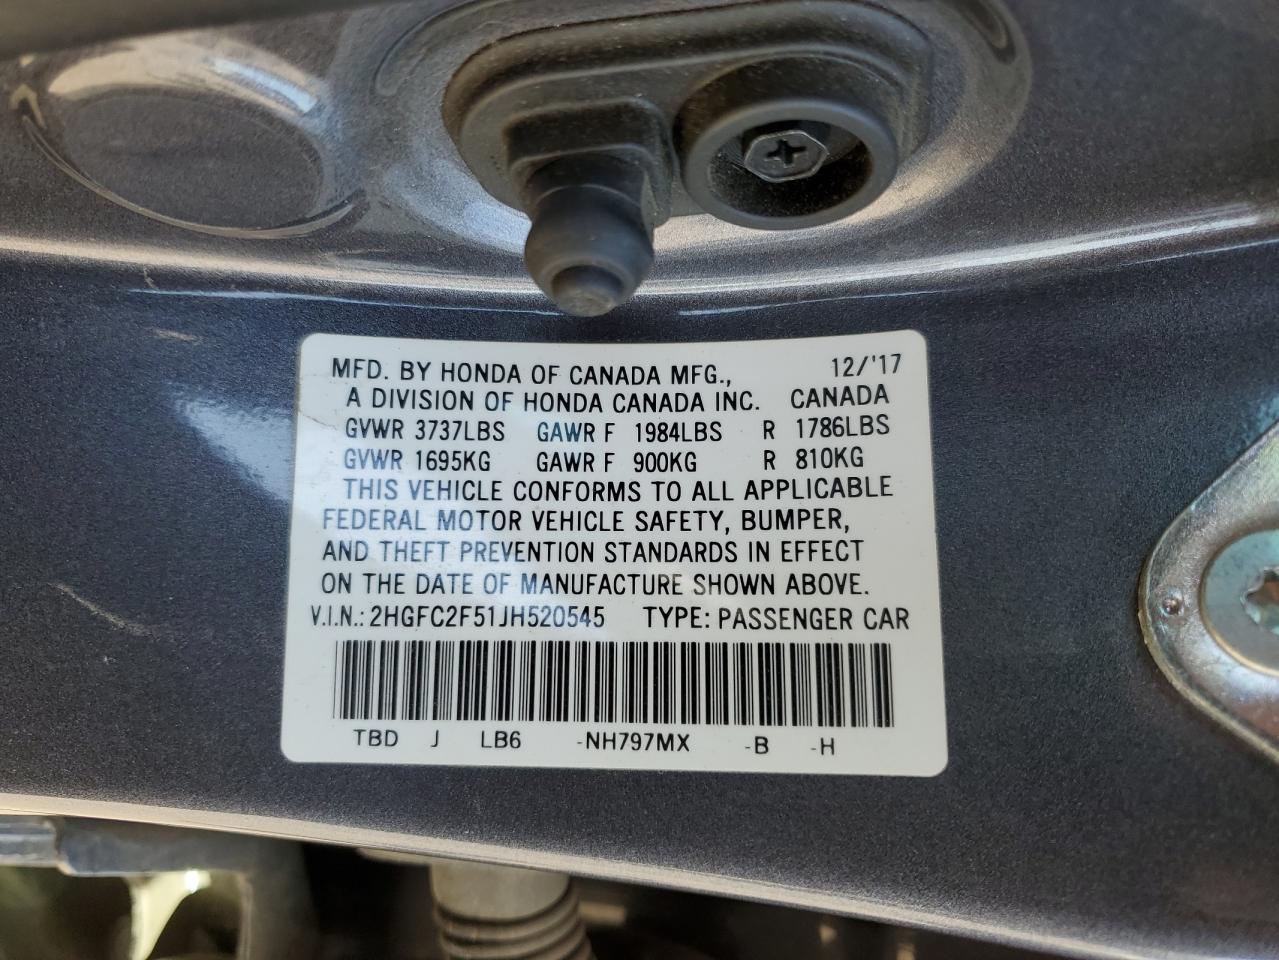 MFD. BY HONDA OF CANADA MFG., 12/'17
A DIVISION OF HONDA CANADA INC. CANADA
GVWR 3737LBS GAWR F 1984LBS R 1786LBS
GVWR 1695KG GAWR F 900KG R 810KG
THIS VEHICLE CONFORMS TO ALL APPLICABLE
FEDERAL MOTOR VEHICLE SAFETY, BUMPER,
AND THEFT PREVENTION STANDARDS IN EFFECT
ON THE DATE OF MANUFACTURE SHOWN ABOVE.
V.I.N.: 2HGFC2F51JH520545 TYPE: PASSENGER CAR
TBD J LB6 -NH797MX -B -H